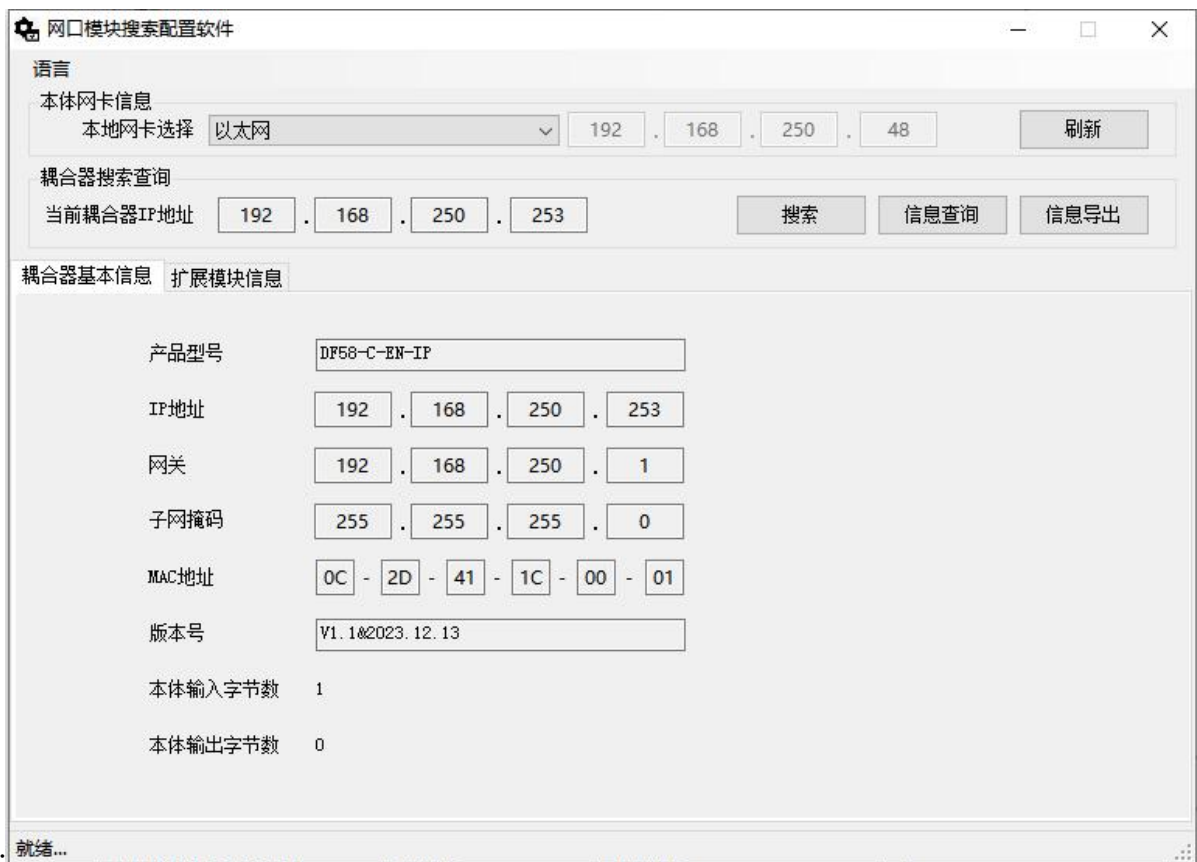 网口模块搜索配置软件
语言
本体网卡信息
本地网卡选择 以太网 192 . 168 . 250 . 48 刷新
耦合器搜索查询
当前耦合器IP地址 192 . 168 . 250 . 253 搜索 信息查询 信息导出
耦合器基本信息 扩展模块信息
产品型号 DF58-C-EN-IP
IP地址 192 . 168 . 250 . 253
网关 192 . 168 . 250 . 1
子网掩码 255 . 255 . 255 . 0
MAC地址 0C - 2D - 41 - 1C - 00 - 01
版本号 V1.1&2023.12.13
本体输入字节数 1
本体输出字节数 0
就绪...